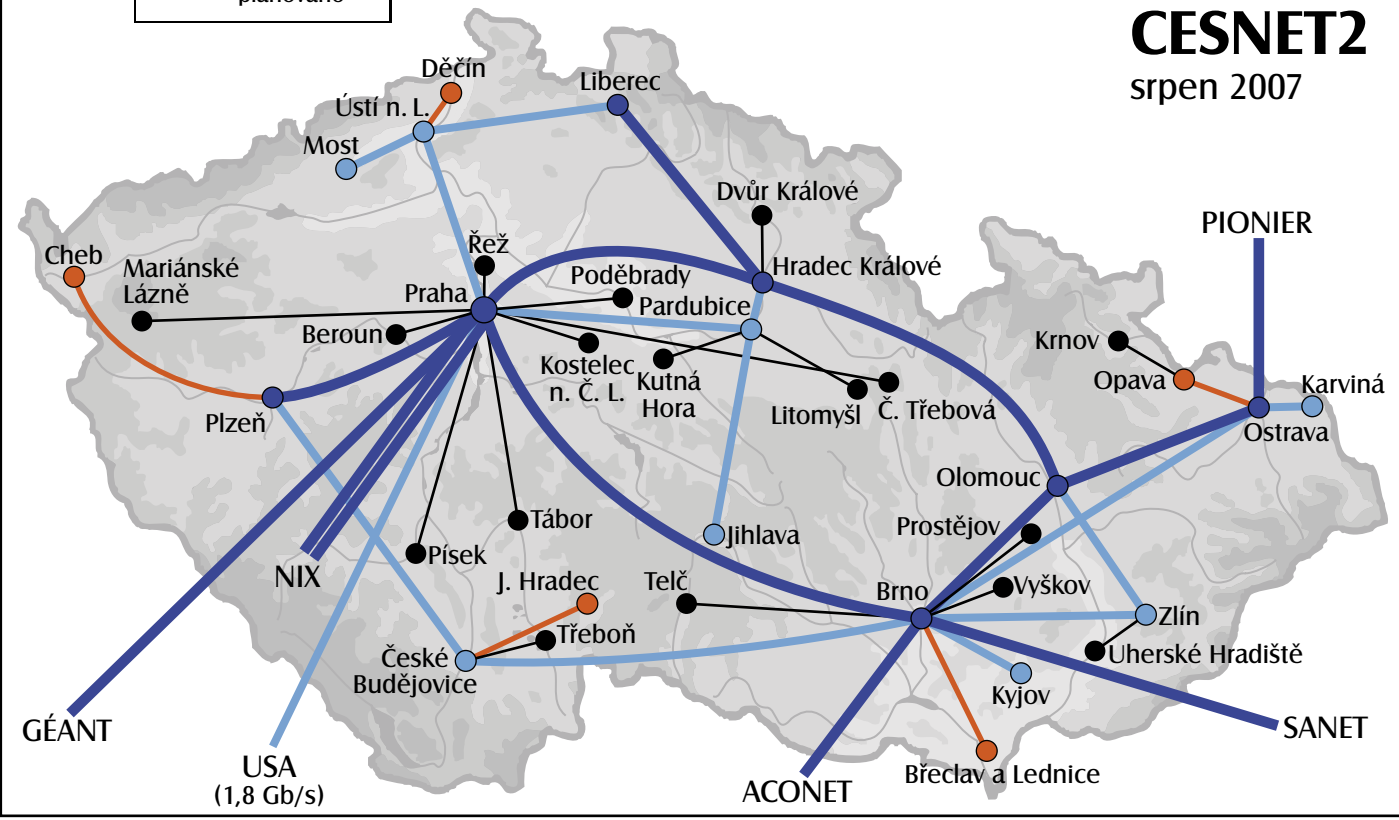 plánováno
CESNET2
srpen 2007
Děčín
Liberec
Ústí n. L.
Most
Dvůr Králové
PIONIER
Řež
Cheb
Mariánské
Lázně
Hradec Králové
Poděbrady
Praha
Pardubice
Beroun
Krnov
Kostelec
n. Č. L.
Kutná
Hora
Opava
Karviná
Litomyšl
Č. Třebová
Plzeň
Ostrava
Olomouc
Prostějov
Tábor
Jihlava
Písek
NIX
J. Hradec
Telč
Brno
Vyškov
Třeboň
Zlín
České
Budějovice
Uherské Hradiště
Kyjov
GÉANT
SANET
USA
(1,8 Gb/s)
Břeclav a Lednice
ACONET